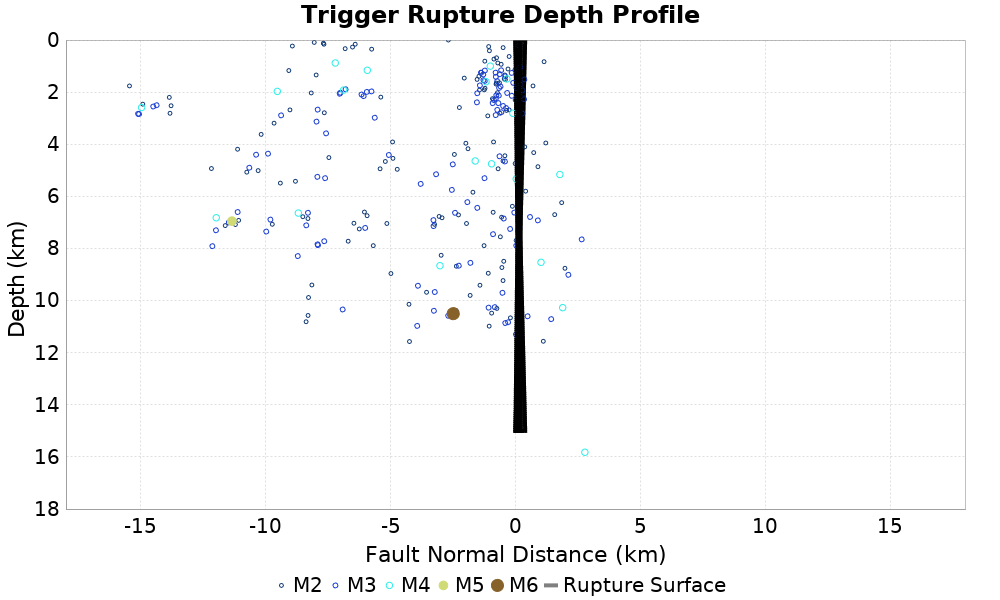 Trigger Rupture Depth Profile
0
2
4
6
8
10
12
14
16
18
Depth (km)
-15 -10 -5 0 5 10 15
Fault Normal Distance (km)
M2 M3 M4 M5 M6 Rupture Surface